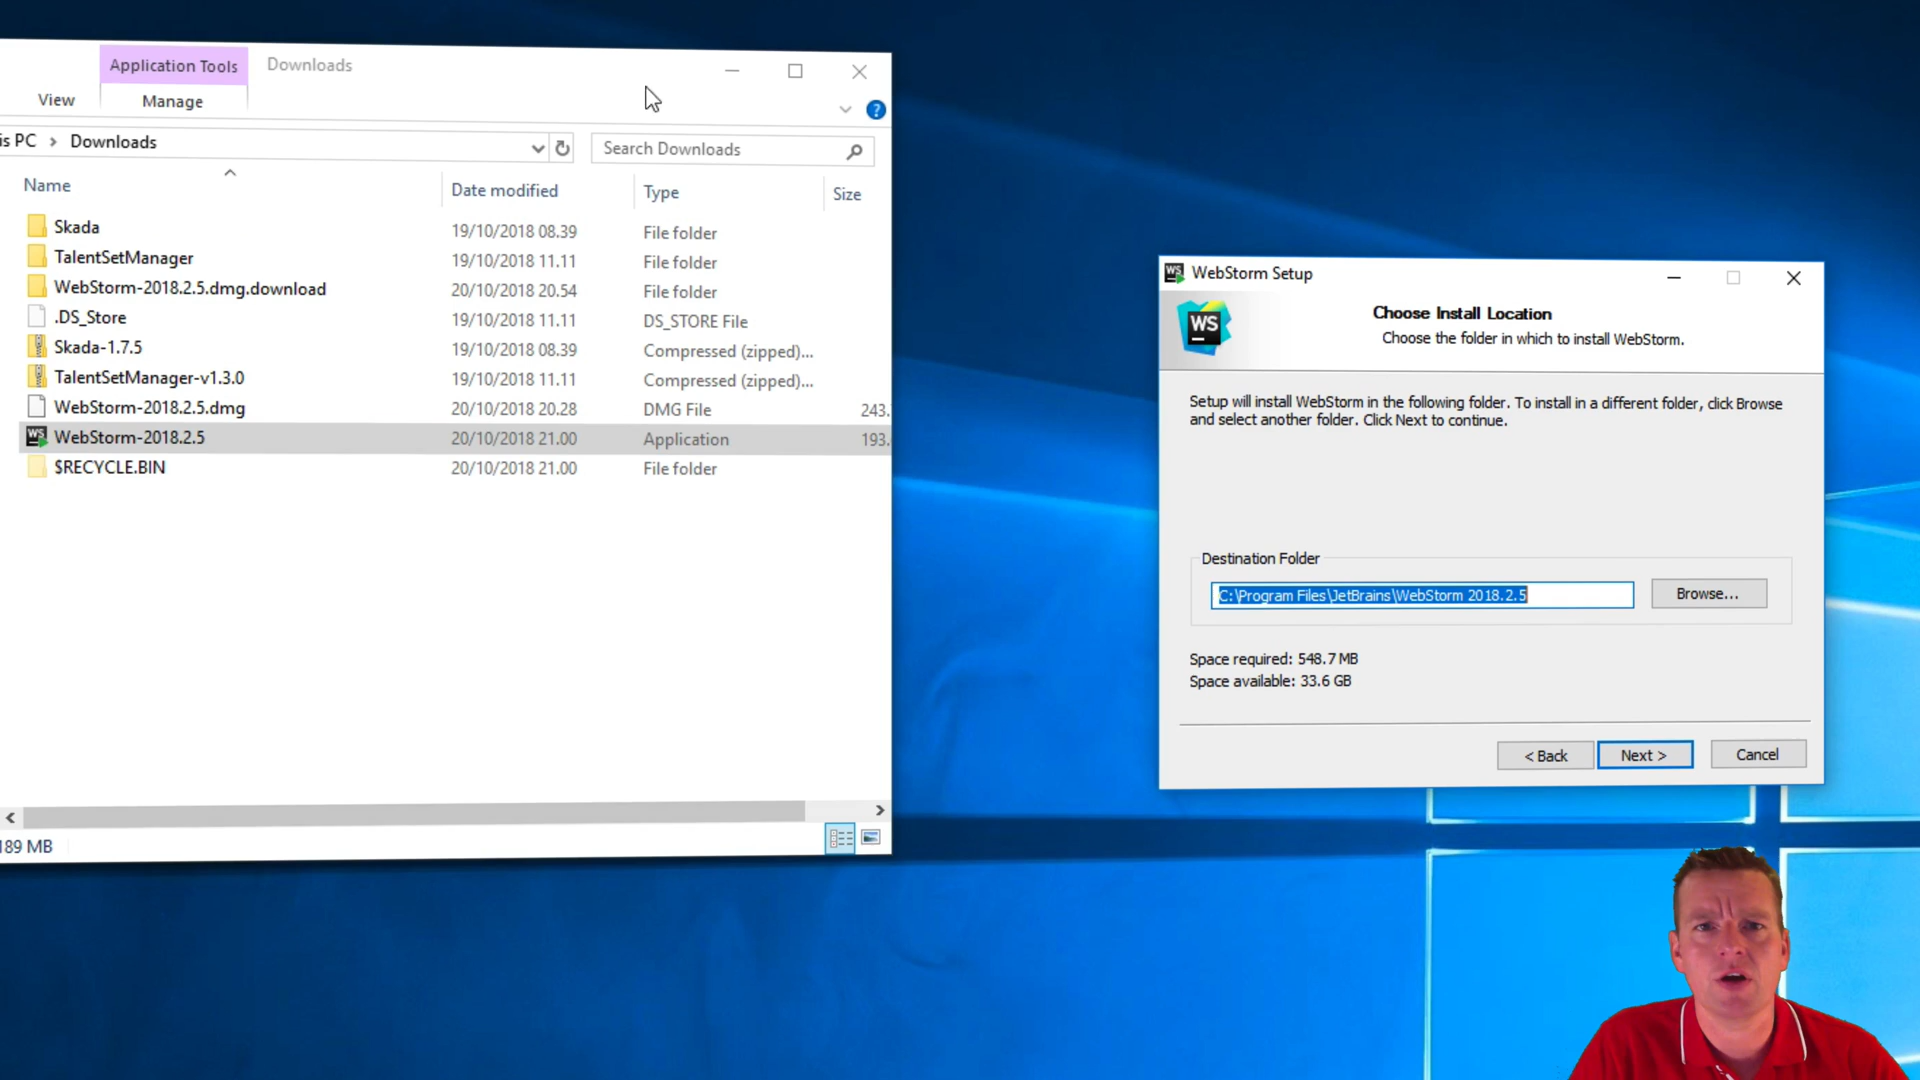 Application Tools
Downloads
View
Manage
is PC > Downloads
Search Downloads
Name
Date modified
Type
Size
Skada
19/10/2018 08.39
File folder
TalentSetManager
19/10/2018 11.11
File folder
WebStorm-2018.2.5.dmg.download
20/10/2018 20.54
File folder
.DS_Store
19/10/2018 11.11
DS_STORE File
Skada-1.7.5
19/10/2018 08.39
Compressed (zipped)...
TalentSetManager-v1.3.0
19/10/2018 11.11
Compressed (zipped)...
WebStorm-2018.2.5.dmg
20/10/2018 20.28
DMG File
243.
WebStorm-2018.2.5
20/10/2018 21.00
Application
193.
$RECYCLE.BIN
20/10/2018 21.00
File folder
189 MB
WS
WebStorm Setup
WS
Choose Install Location
Choose the folder in which to install WebStorm.
Setup will install WebStorm in the following folder. To install in a different folder, click Browse
and select another folder. Click Next to continue.
Destination Folder
C:\Program Files\JetBrains\WebStorm 2018.2.5
Browse...
Space required: 548.7 MB
Space available: 33.6 GB
< Back
Next >
Cancel